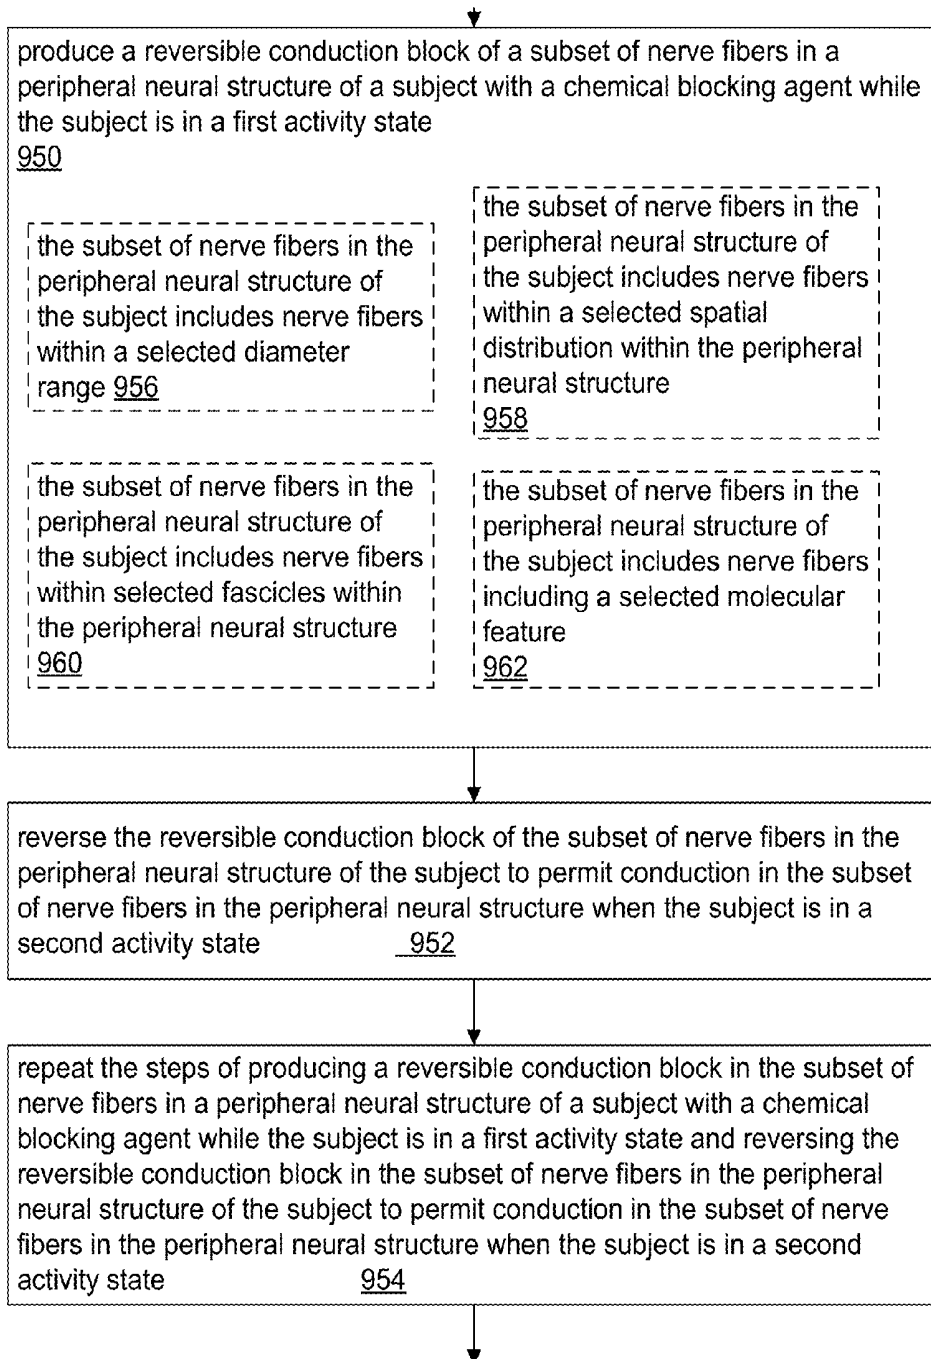 produce a reversible conduction block of a subset of nerve fibers in a
peripheral neural structure of a subject with a chemical blocking agent while
the subject is in a first activity state
950
the subset of nerve fibers in the
peripheral neural structure of
the subject includes nerve fibers
within a selected diameter
range 956
the subset of nerve fibers in the
peripheral neural structure of
the subject includes nerve fibers
within a selected spatial
distribution within the peripheral
neural structure
958
the subset of nerve fibers in the
peripheral neural structure of
the subject includes nerve fibers
within selected fascicles within
the peripheral neural structure
960
the subset of nerve fibers in the
peripheral neural structure of
the subject includes nerve fibers
including a selected molecular
feature
962
reverse the reversible conduction block of the subset of nerve fibers in the
peripheral neural structure of the subject to permit conduction in the subset
of nerve fibers in the peripheral neural structure when the subject is in a
second activity state 952
repeat the steps of producing a reversible conduction block in the subset of
nerve fibers in a peripheral neural structure of a subject with a chemical
blocking agent while the subject is in a first activity state and reversing the
reversible conduction block in the subset of nerve fibers in the peripheral
neural structure of the subject to permit conduction in the subset of nerve
fibers in the peripheral neural structure when the subject is in a second
activity state 954